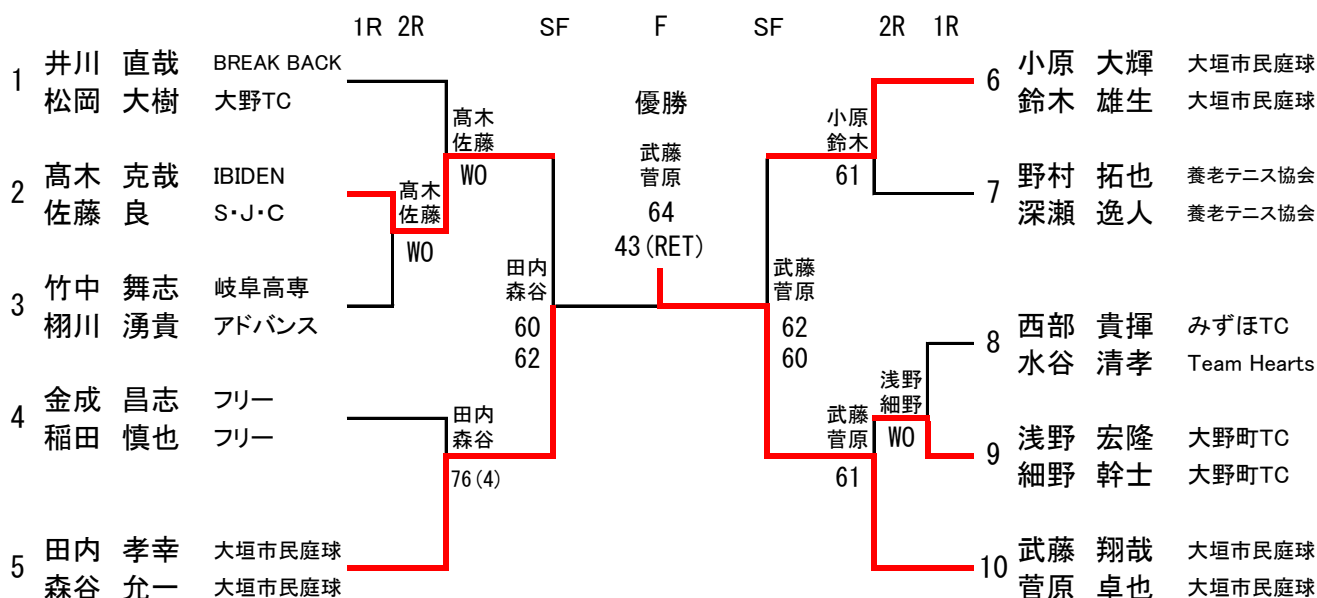 1R 2R SF F SF 2R 1R
1 井川 直哉 BREAK BACK
松岡 大樹 大野TC
2 髙木 克哉 IBIDEN
佐藤 良 S・J・C
3 竹中 舞志 岐阜高専
栩川 湧貴 アドバンス
4 金成 昌志 フリー
稲田 慎也 フリー
5 田内 孝幸 大垣市民庭球
森谷 允一 大垣市民庭球
髙木
佐藤
WO
髙木
佐藤
WO
田内
森谷
76(4)
田内
森谷
60
62
優勝
武藤
菅原
64
43(RET)
武藤
菅原
62
60
小原
鈴木
61
浅野
細野
WO
武藤
菅原
61
6 小原 大輝 大垣市民庭球
鈴木 雄生 大垣市民庭球
7 野村 拓也 養老テニス協会
深瀬 逸人 養老テニス協会
8 西部 貴揮 みずほTC
水谷 清孝 Team Hearts
9 浅野 宏隆 大野町TC
細野 幹士 大野町TC
10 武藤 翔哉 大垣市民庭球
菅原 卓也 大垣市民庭球